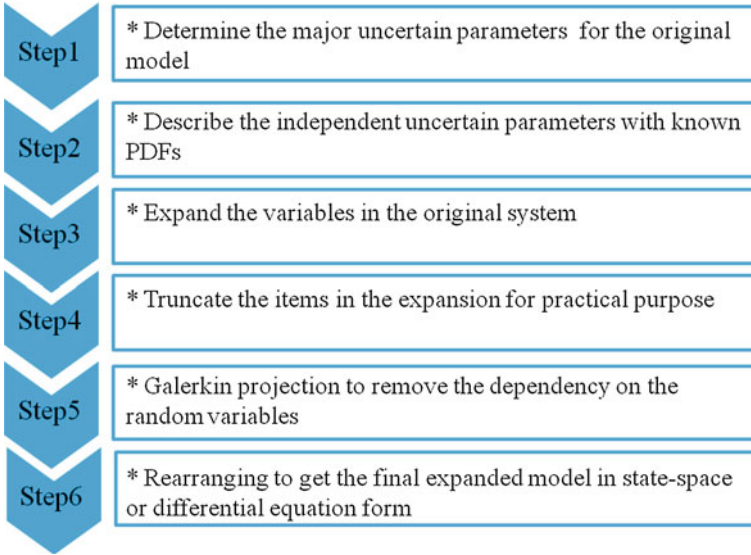 Step1
* Determine the major uncertain parameters for the original
model
Step2
* Describe the independent uncertain parameters with known
PDFs
Step3
* Expand the variables in the original system
Step4
* Truncate the items in the expansion for practical purpose
Step5
* Galerkin projection to remove the dependency on the
random variables
Step6
* Rearranging to get the final expanded model in state-space
or differential equation form